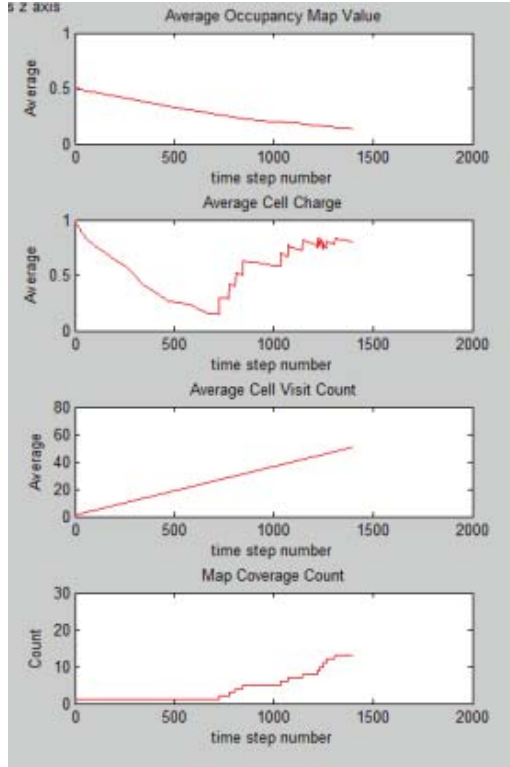 s z axis
Average Occupancy Map Value
1
0.5
0
Average
0 500 1000 1500 2000
time step number
Average Cell Charge
1
0.5
0
Average
0 500 1000 1500 2000
time step number
Average Cell Visit Count
80
60
40
20
0
Average
0 500 1000 1500 2000
time step number
Map Coverage Count
30
20
10
0
Count
0 500 1000 1500 2000
time step number